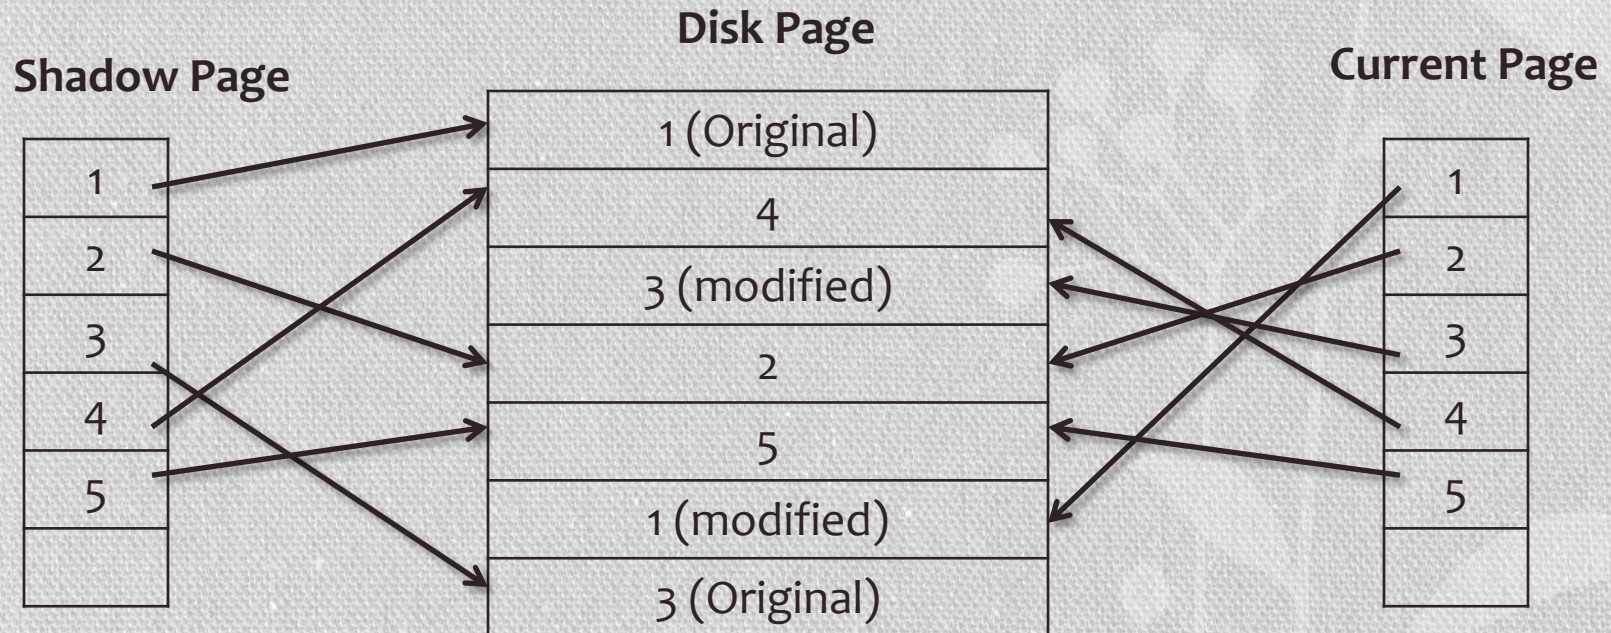 Disk Page
Shadow Page
Current Page
1
2
3
4
5
1 (Original)
4
3 (modified)
2
5
1 (modified)
3 (Original)
1
2
3
4
5